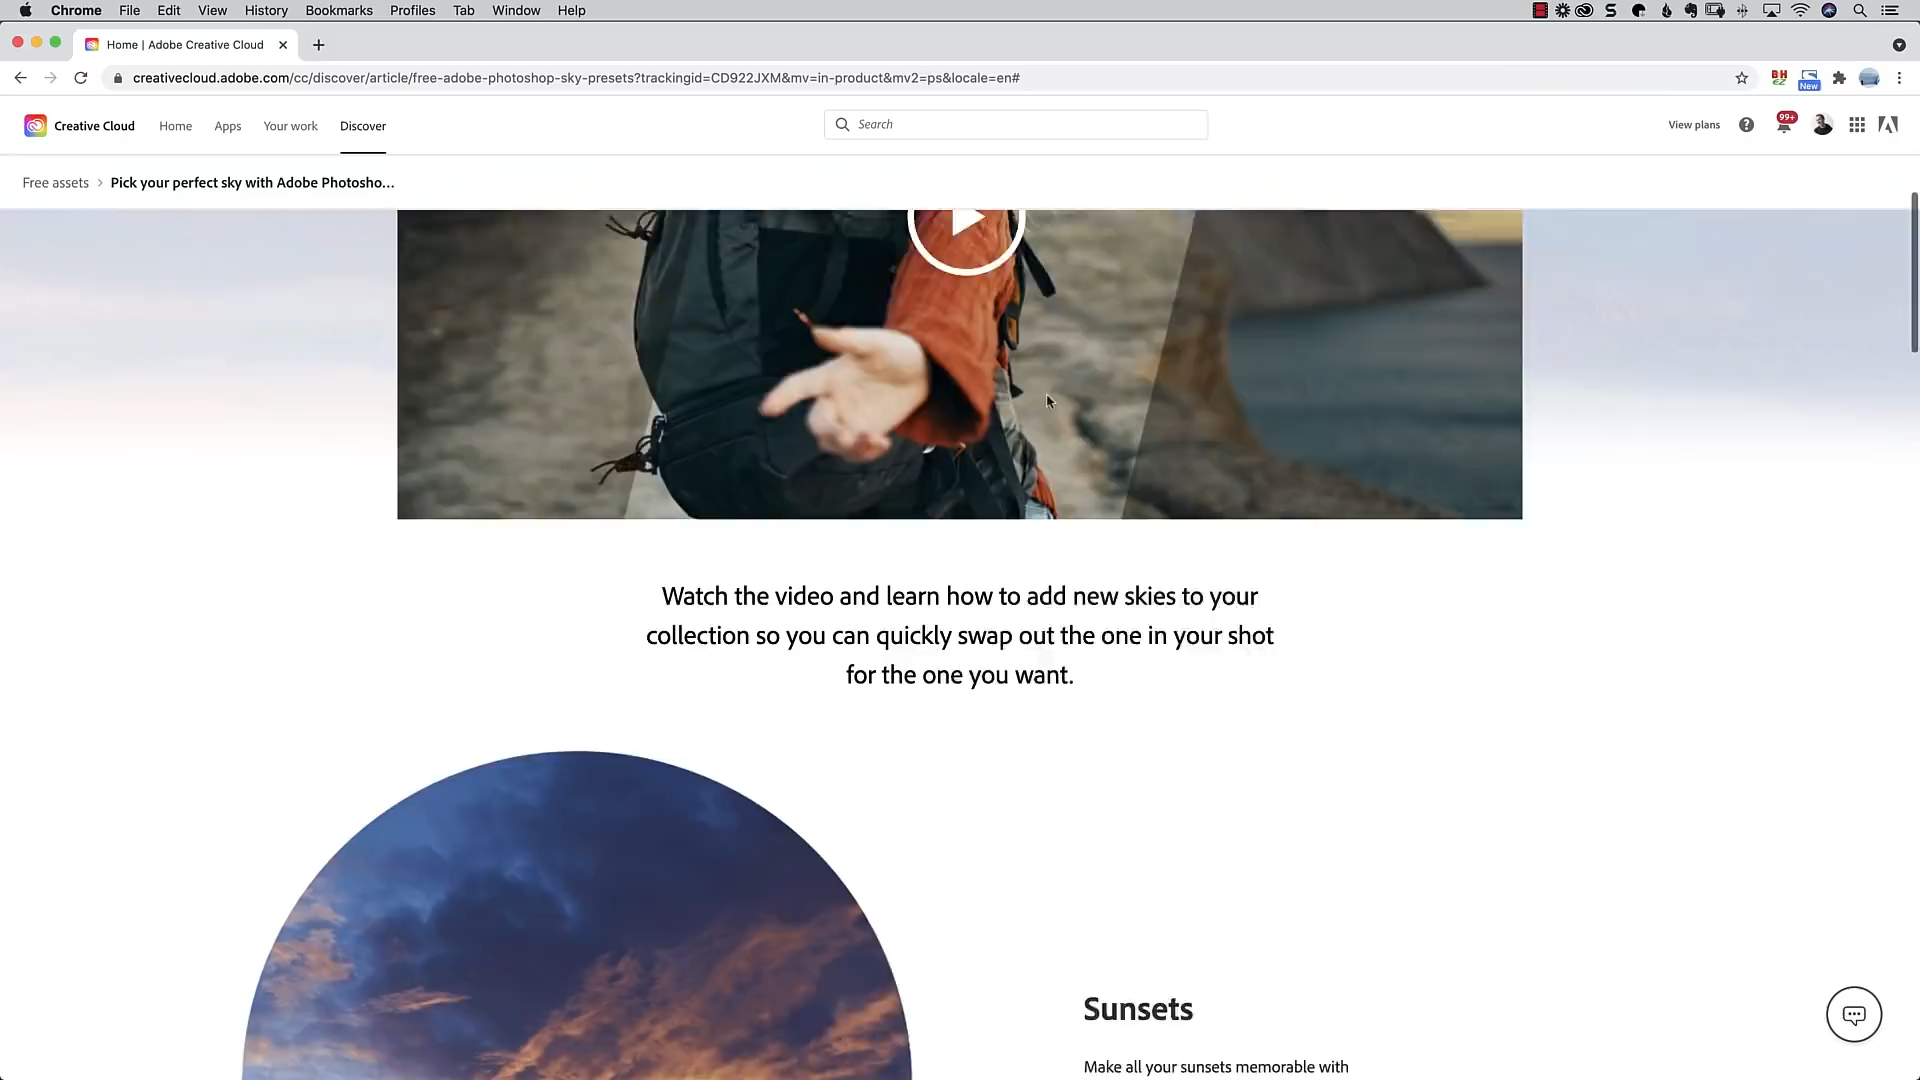 Chrome File Edit View History Bookmarks Profiles Tab Window Help
Home | Adobe Creative Cloud
creativecloud.adobe.com/cc/discover/article/free-adobe-photoshop-sky-presets?trackingid=CD922JXM&mv=in-product&mv2=ps&locale=en#
New
Creative Cloud Home Apps Your work Discover Search View plans 99+
Free assets > Pick your perfect sky with Adobe Photosho...
Watch the video and learn how to add new skies to your
collection so you can quickly swap out the one in your shot
for the one you want.
Sunsets
Make all your sunsets memorable with